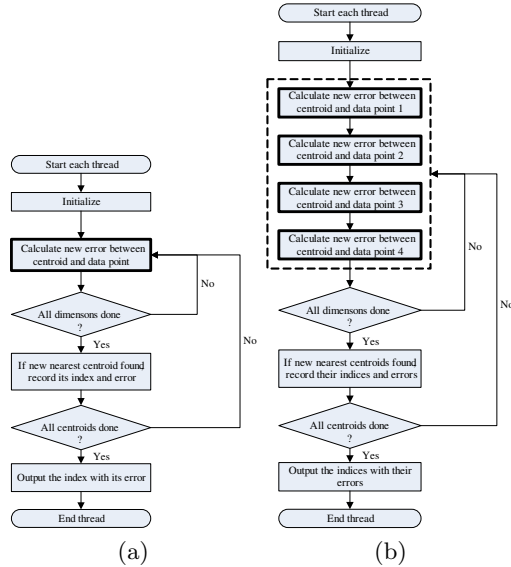 Start each thread
Initialize
Calculate new error between
centroid and data point
No
All dimensons done
?
Yes
No
If new nearest centroid found,
record its index and error
All centroids done
?
Yes
Output the index with its error
End thread
(a)
Start each thread
Initialize
Calculate new error between
centroid and data point 1
Calculate new error between
centroid and data point 2
Calculate new error between
centroid and data point 3
Calculate new error between
centroid and data point 4
No
All dimensions done
?
No
Yes
If new nearest centroids found,
record their indices and errors
All centroids done
?
Yes
Output the indices with their
errors
End thread
(b)